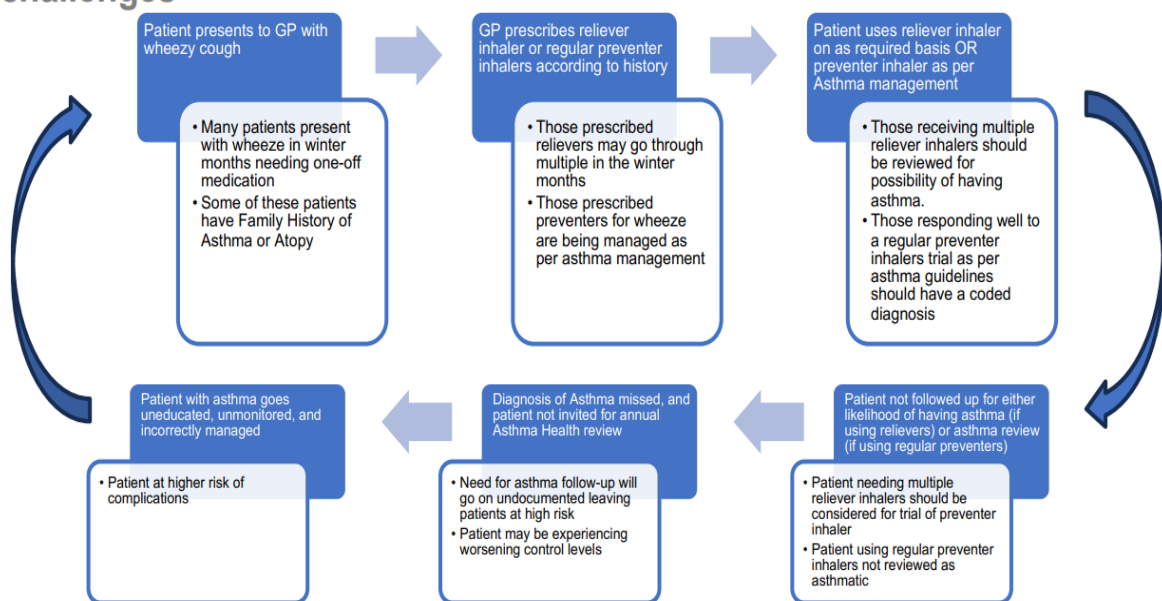 challenges
Patient presents to GP with
wheezy cough
• Many patients present
with wheeze in winter
months needing one-off
medication
• Some of these patients
have Family History of
Asthma or Atopy
GP prescribes reliever
inhaler or regular preventer
inhalers according to history
• Those prescribed
relievers may go through
multiple in the winter
months
• Those prescribed
preventers for wheeze
are being managed as
per asthma management
Patient uses reliever inhaler
on as required basis OR
preventer inhaler as per
Asthma management
• Those receiving multiple
reliever inhalers should
be reviewed for
possibility of having
asthma.
• Those responding well to
a regular preventer
inhalers trial as per
asthma guidelines
should have a coded
diagnosis
Patient not followed up for either
likelihood of having asthma (if
using relievers) or asthma review
(if using regular preventers)
• Patient needing multiple
reliever inhalers should be
considered for trial of preventer
inhaler
• Patient using regular preventer
inhalers not reviewed as
asthmatic
Diagnosis of Asthma missed, and
patient not invited for annual
Asthma Health review
• Need for asthma follow-up will
go on undocumented leaving
patients at high risk
• Patient may be experiencing
worsening control levels
Patient with asthma goes
uneducated, unmonitored, and
incorrectly managed
• Patient at higher risk of
complications